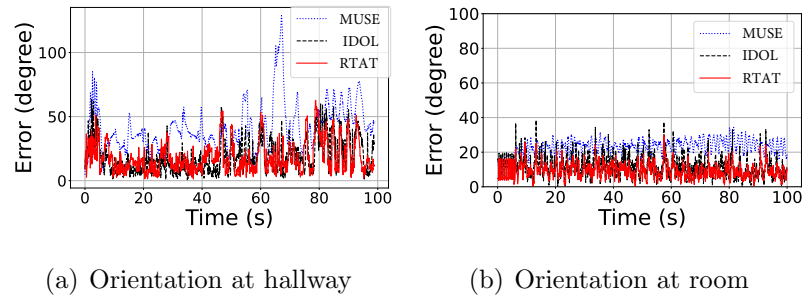 MUSE
IDOL
RTAT
Error (degree)
100
50
0
0 20 40 60 80 100
Time (s)
(a) Orientation at hallway
MUSE
IDOL
RTAT
Error (degree)
100
80
60
40
20
0
0 20 40 60 80 100
Time (s)
(b) Orientation at room